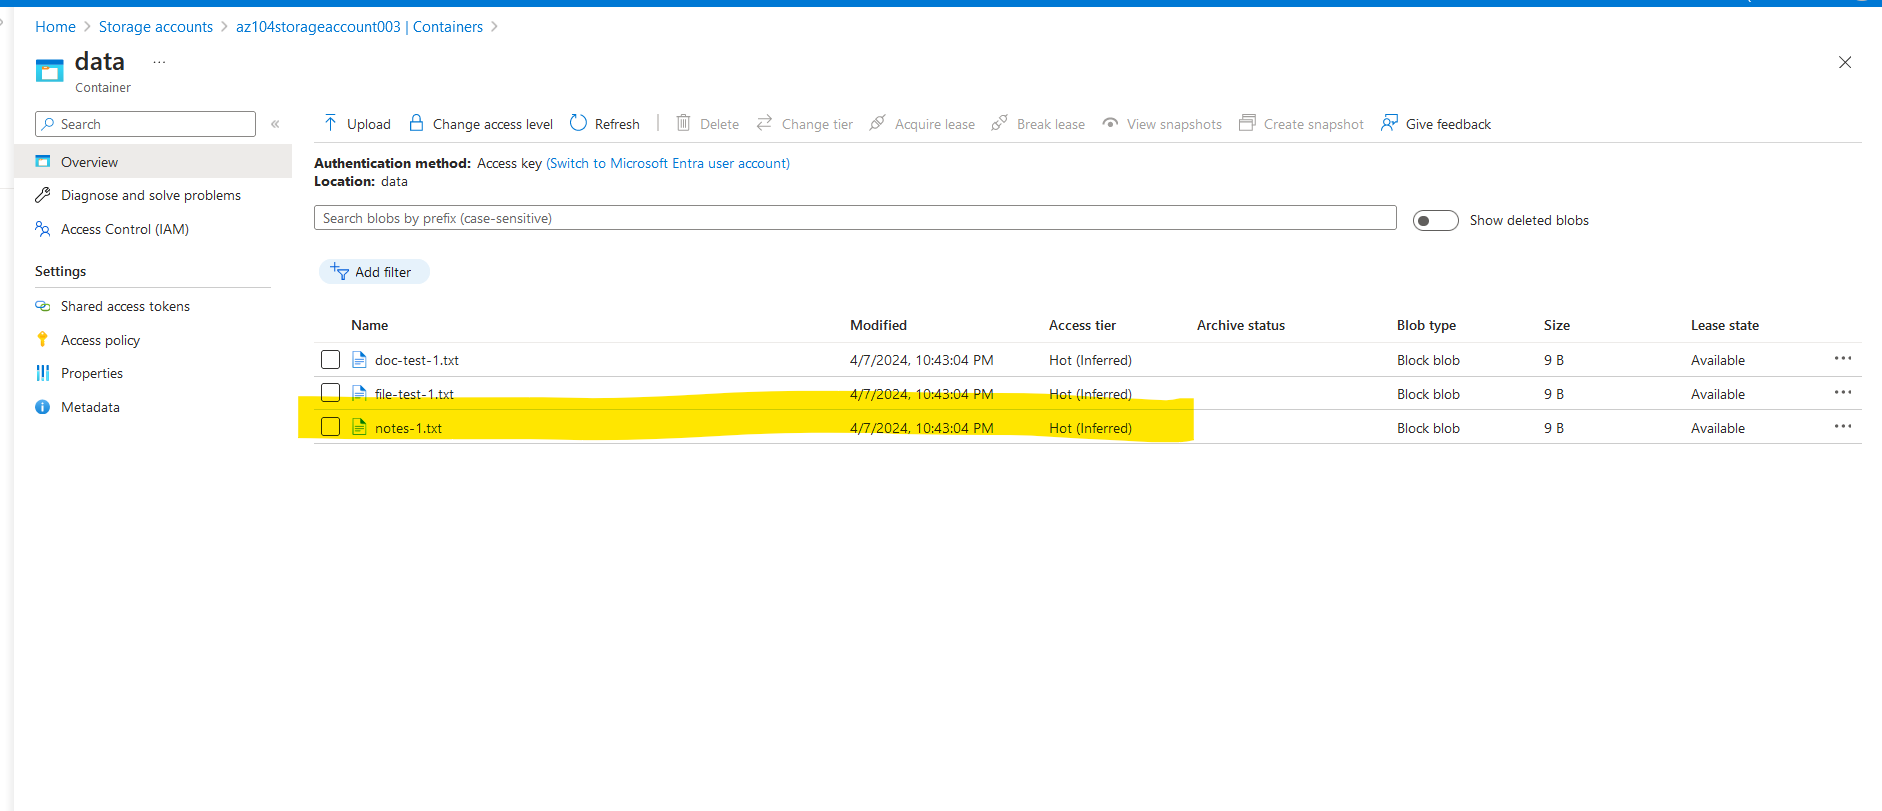 Home > Storage accounts > az104storageaccount003 | Containers >
data ...
Container
Search «
Upload Change access level Refresh | Delete Change tier Acquire lease Break lease View snapshots Create snapshot Give feedback
Overview
Diagnose and solve problems
Access Control (IAM)
Settings
Shared access tokens
Access policy
Properties
Metadata
Authentication method: Access key (Switch to Microsoft Entra user account)
Location: data
Search blobs by prefix (case-sensitive)
Show deleted blobs
Add filter
Name Modified Access tier Archive status Blob type Size Lease state
doc-test-1.txt 4/7/2024, 10:43:04 PM Hot (Inferred) Block blob 9 B Available ...
file-test-1.txt 4/7/2024, 10:43:04 PM Hot (Inferred) Block blob 9 B Available ...
notes-1.txt 4/7/2024, 10:43:04 PM Hot (Inferred) Block blob 9 B Available ...